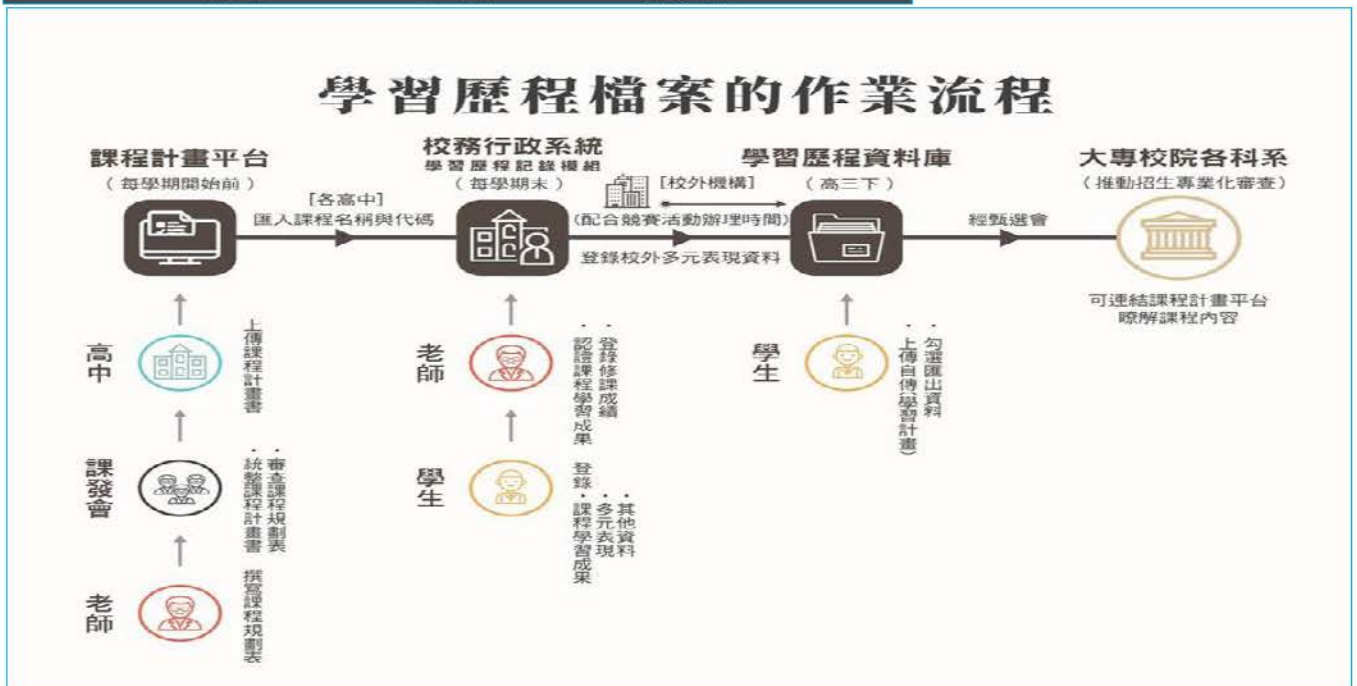 學習歷程檔案的作業流程
課程計畫平台
（每學期開始前）
[各高中]
匯入課程名稱與代碼
校務行政系統
學習歷程記錄模組
（每學期末）
[校外機構]
(配合競賽活動辦理時間)
登錄校外多元表現資料
學習歷程資料庫
（高三下）
經甄選會
大專校院各科系
（推動招生專業化審查）
可連結課程計畫平台
瞭解課程內容
高中
上傳課程計畫書
課發會
・審查課程規劃表
・統整課程計畫書
老師
撰寫課程規劃表
老師
・登錄修課成績
・認證課程學習成果
學生
登錄
・其他資料
・多元表現
・課程學習成果
學生
・勾選匯出資料
・上傳自傳(學習計畫)